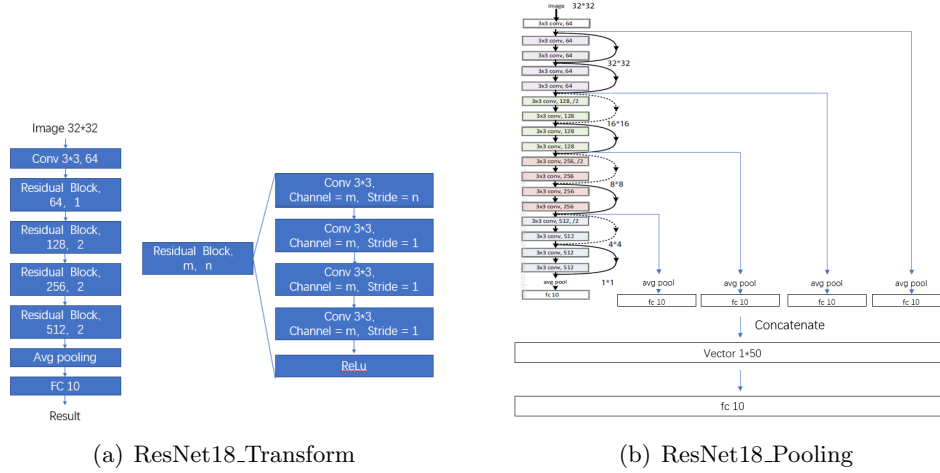 Image 32*32
Conv 3*3, 64
Residual Block,
64, 1
Residual Block,
128, 2
Residual Block,
256, 2
Residual Block,
512, 2
Avg pooling
FC 10
Result
Residual Block,
m, n
Conv 3*3,
Channel = m, Stride = n
Conv 3*3,
Channel = m, Stride = 1
Conv 3*3,
Channel = m, Stride = 1
Conv 3*3,
Channel = m, Stride = 1
ReLu
(a) ResNet18_Transform
image 32*32
3x3 conv, 64
3x3 conv, 64
3x3 conv, 64
32*32
3x3 conv, 64
3x3 conv, 64
3x3 conv, 128, /2
3x3 conv, 128
16*16
3x3 conv, 128
3x3 conv, 128
3x3 conv, 256, /2
3x3 conv, 256
8*8
3x3 conv, 256
3x3 conv, 256
3x3 conv, 512, /2
3x3 conv, 512
4*4
3x3 conv, 512
3x3 conv, 512
1*1
avg pool
avg pool
avg pool
avg pool
avg pool
fc 10
fc 10
fc 10
fc 10
fc 10
Concatenate
Vector 1*50
fc 10
(b) ResNet18_Pooling